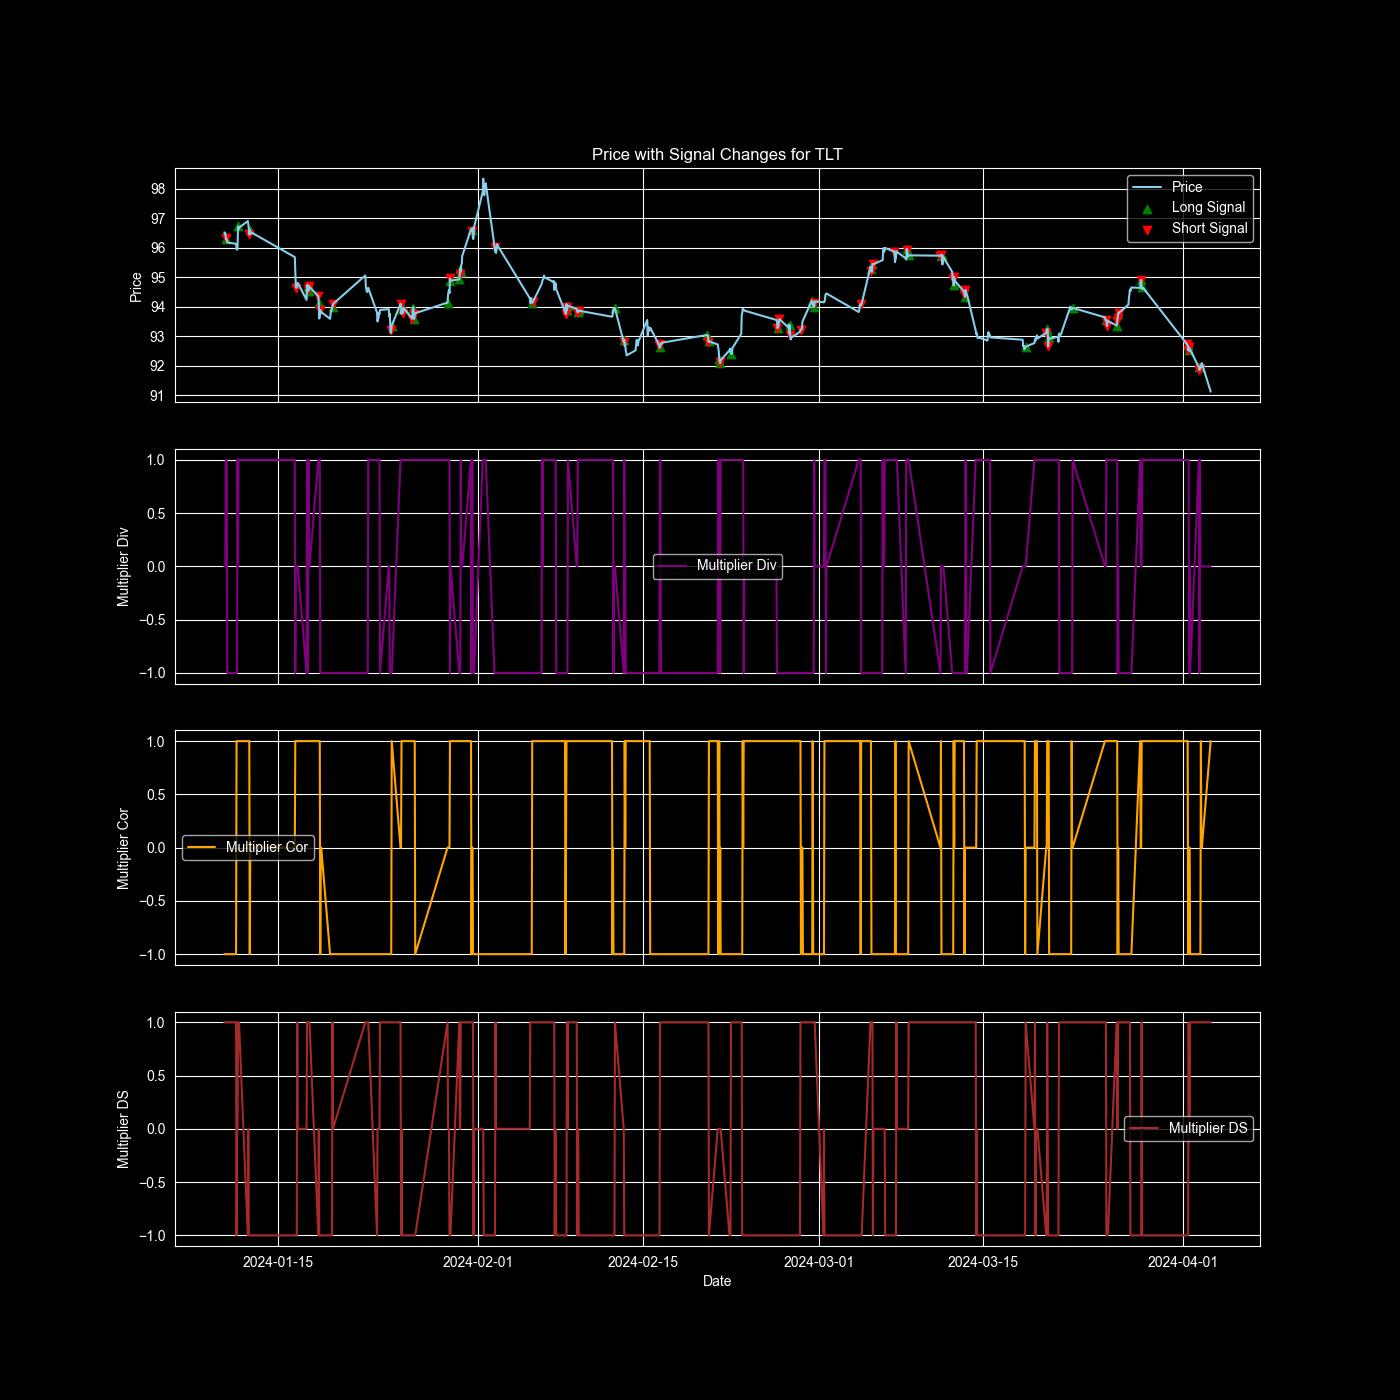 Price with Signal Changes for TLT
Price
Long Signal
Short Signal
98
97
96
95
94
93
92
91
Price
1.0
0.5
0.0
−0.5
−1.0
Multiplier Div
Multiplier Div
1.0
0.5
0.0
−0.5
−1.0
Multiplier Cor
Multiplier Cor
1.0
0.5
0.0
−0.5
−1.0
Multiplier DS
Multiplier DS
2024-01-15 2024-02-01 2024-02-15 2024-03-01 2024-03-15 2024-04-01
Date